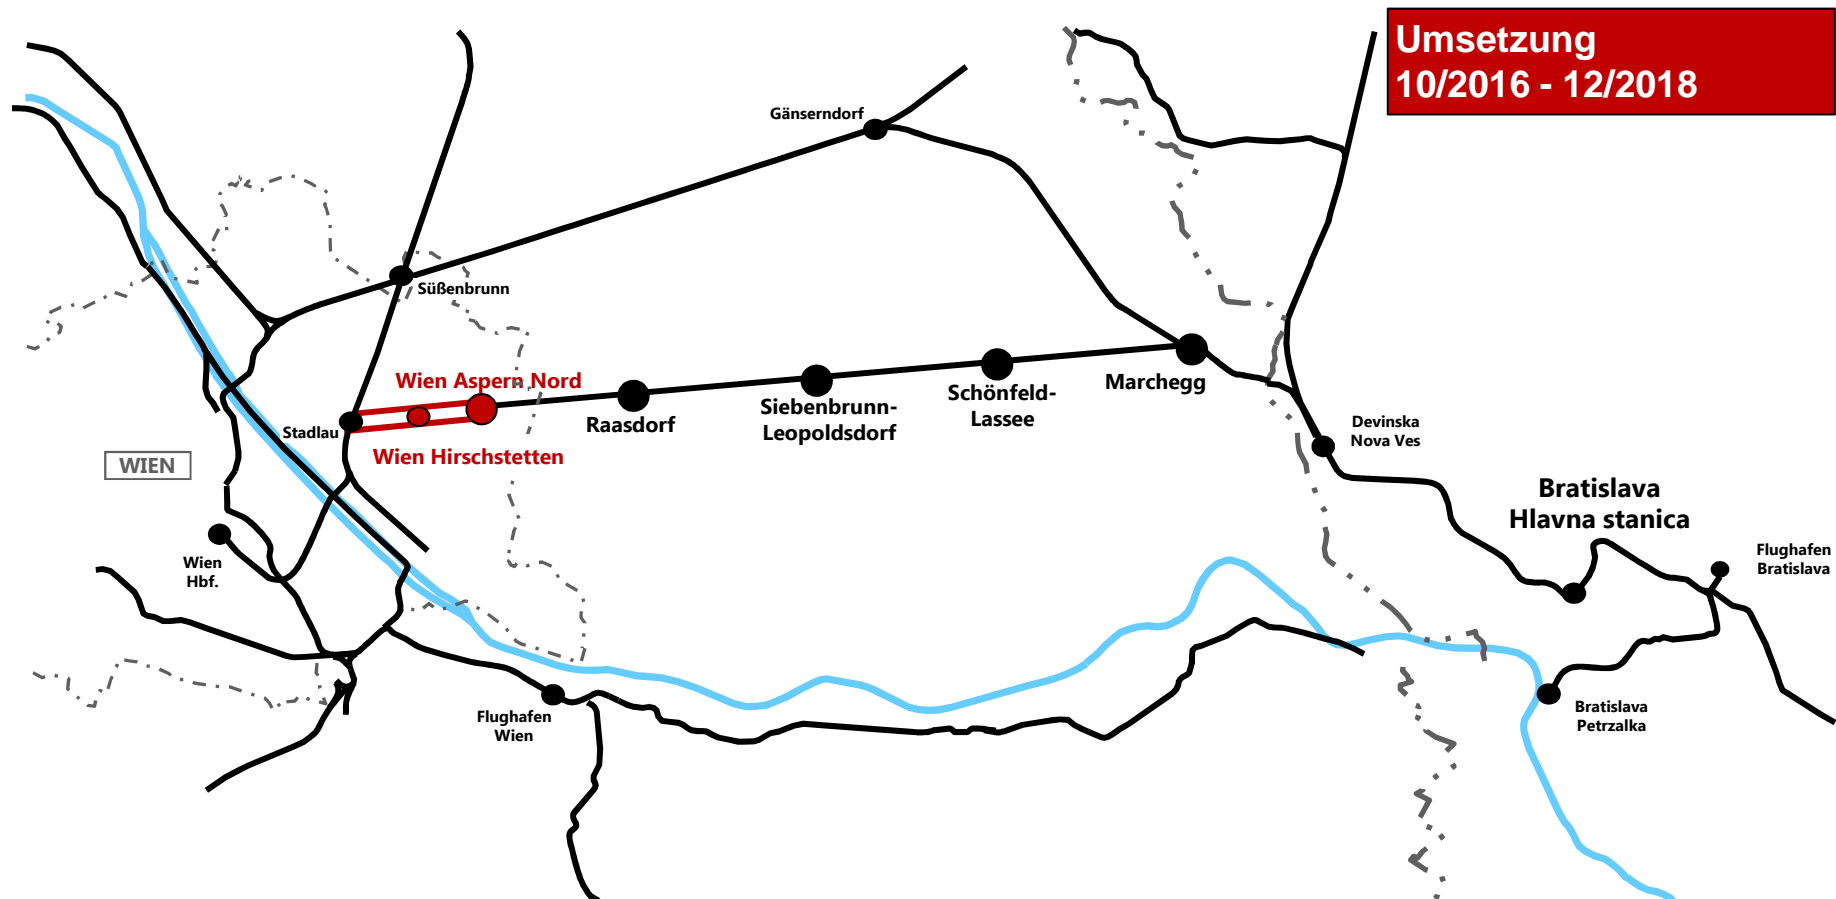 Umsetzung
10/2016 - 12/2018
Gänserndorf
Süßenbrunn
Wien Aspern Nord
Stadlau
Wien Hirschstetten
Raasdorf
Siebenbrunn-
Leopoldsdorf
Schönfeld-
Lassee
Marchegg
Devinska
Nova Ves
WIEN
Bratislava
Hlavna stanica
Wien
Hbf.
Flughafen
Bratislava
Flughafen
Wien
Bratislava
Petrzalka